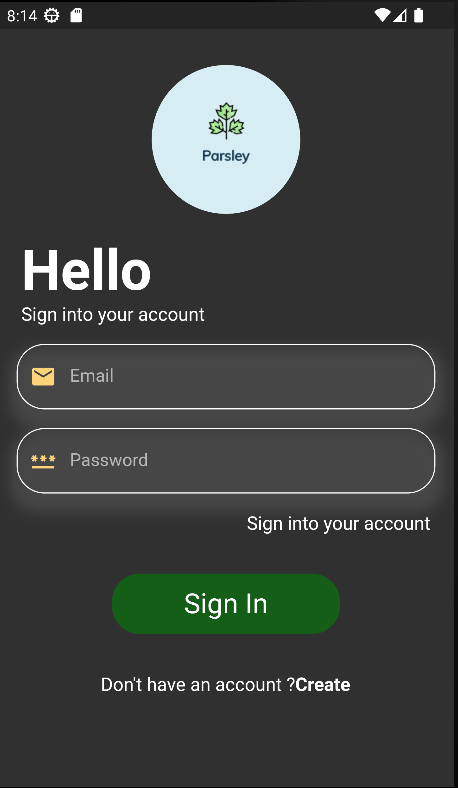 8:14
Parsley
Hello
Sign into your account
Email
*** Password
Sign into your account
Sign In
Don't have an account ?Create